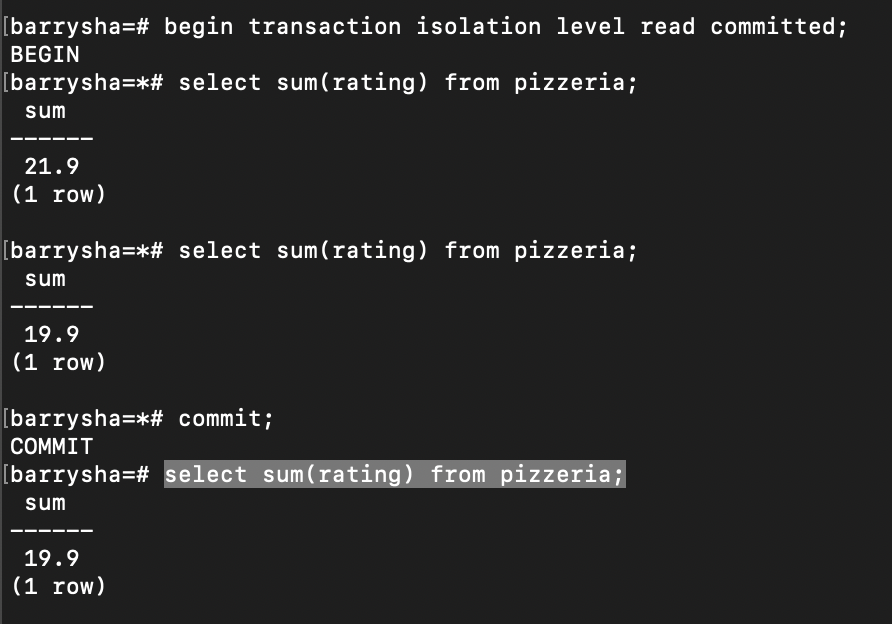 [barrysha=# begin transaction isolation level read committed;
BEGIN
[barrysha=*# select sum(rating) from pizzeria;
 sum
------
 21.9
(1 row)

[barrysha=*# select sum(rating) from pizzeria;
 sum
------
 19.9
(1 row)

[barrysha=*# commit;
COMMIT
[barrysha=# select sum(rating) from pizzeria;
 sum
------
 19.9
(1 row)